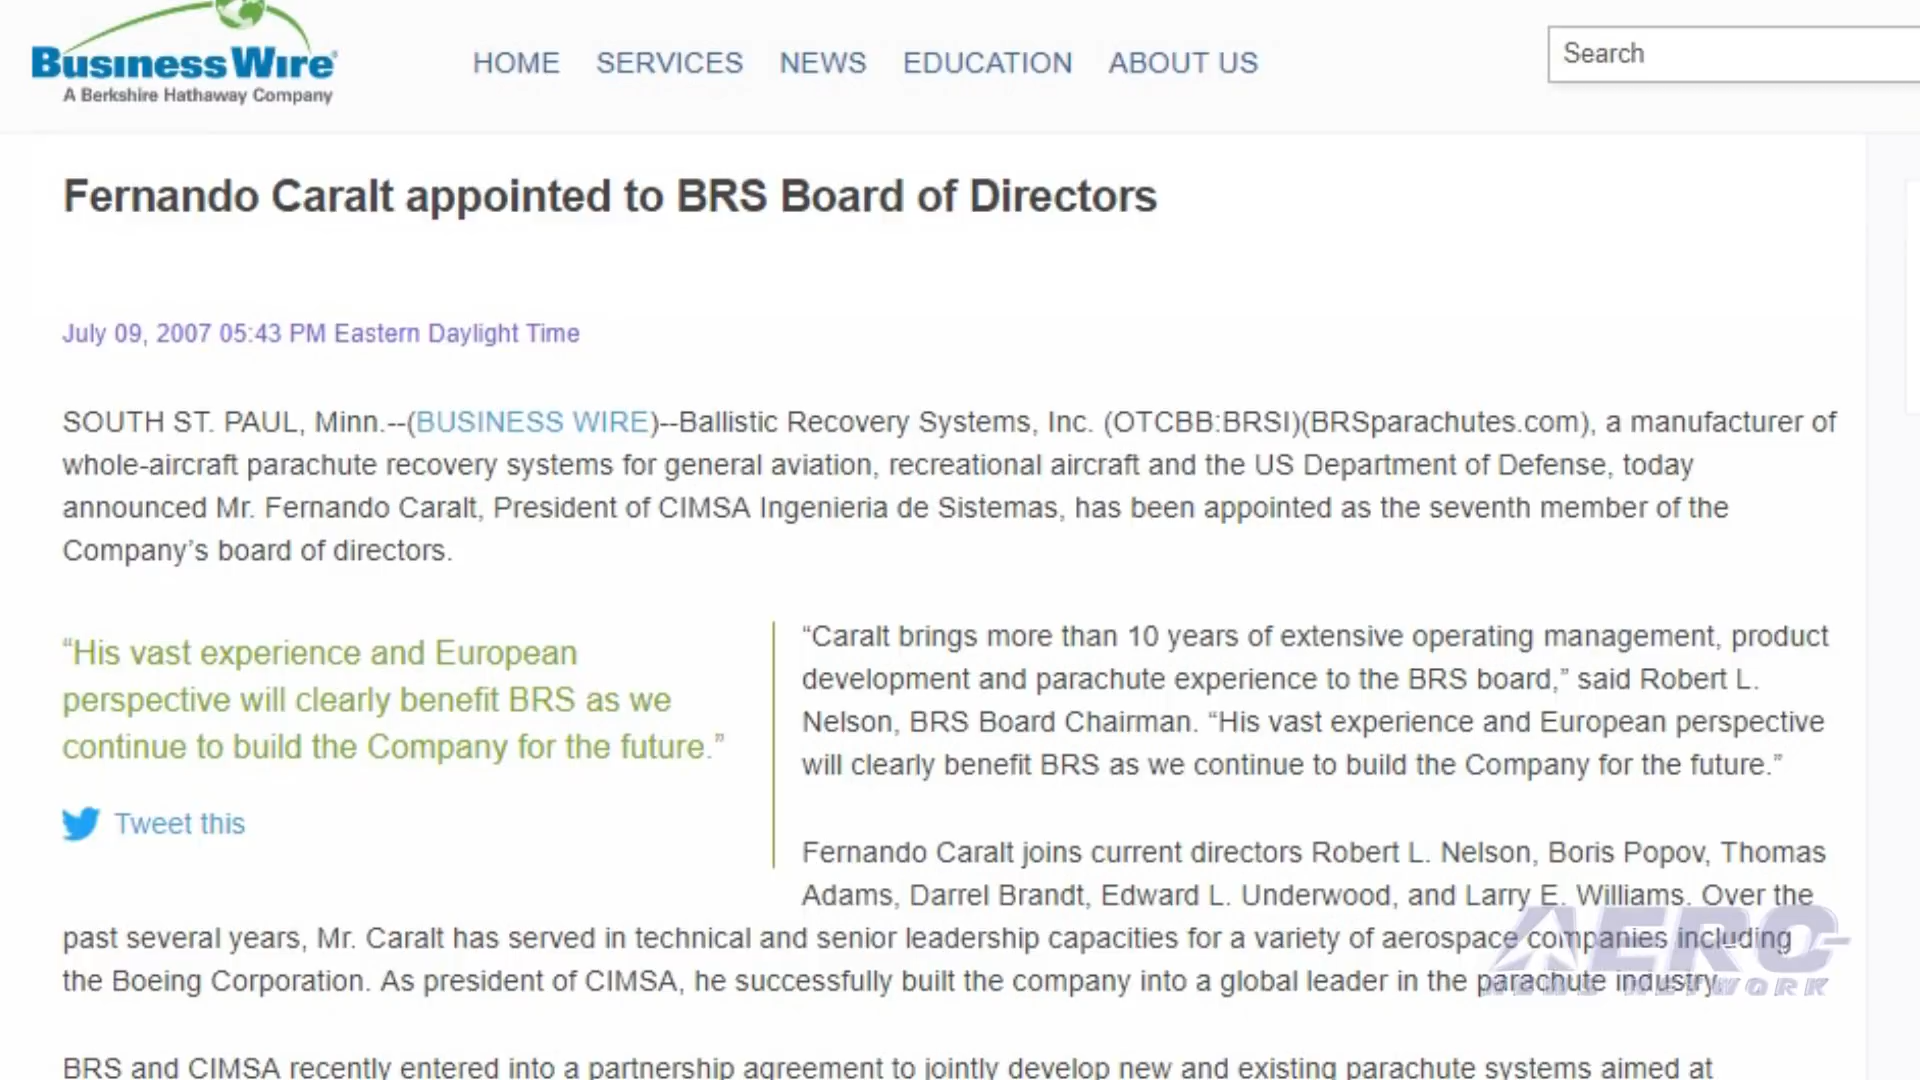 BusinessWire
A Berkshire Hathaway Company
HOME SERVICES NEWS EDUCATION ABOUT US
Search
Fernando Caralt appointed to BRS Board of Directors
July 09, 2007 05:43 PM Eastern Daylight Time
SOUTH ST. PAUL, Minn.--(BUSINESS WIRE)--Ballistic Recovery Systems, Inc. (OTCBB:BRSI)(BRSparachutes.com), a manufacturer of
whole-aircraft parachute recovery systems for general aviation, recreational aircraft and the US Department of Defense, today
announced Mr. Fernando Caralt, President of CIMSA Ingenieria de Sistemas, has been appointed as the seventh member of the
Company’s board of directors.
“His vast experience and European
perspective will clearly benefit BRS as we
continue to build the Company for the future.”
Tweet this
“Caralt brings more than 10 years of extensive operating management, product
development and parachute experience to the BRS board,” said Robert L.
Nelson, BRS Board Chairman. “His vast experience and European perspective
will clearly benefit BRS as we continue to build the Company for the future.”
Fernando Caralt joins current directors Robert L. Nelson, Boris Popov, Thomas
Adams, Darrel Brandt, Edward L. Underwood, and Larry E. Williams. Over the
past several years, Mr. Caralt has served in technical and senior leadership capacities for a variety of aerospace companies including
the Boeing Corporation. As president of CIMSA, he successfully built the company into a global leader in the parachute industry.
BRS and CIMSA recently entered into a partnership agreement to jointly develop new and existing parachute systems aimed at
AERO
NEWS NETWORK